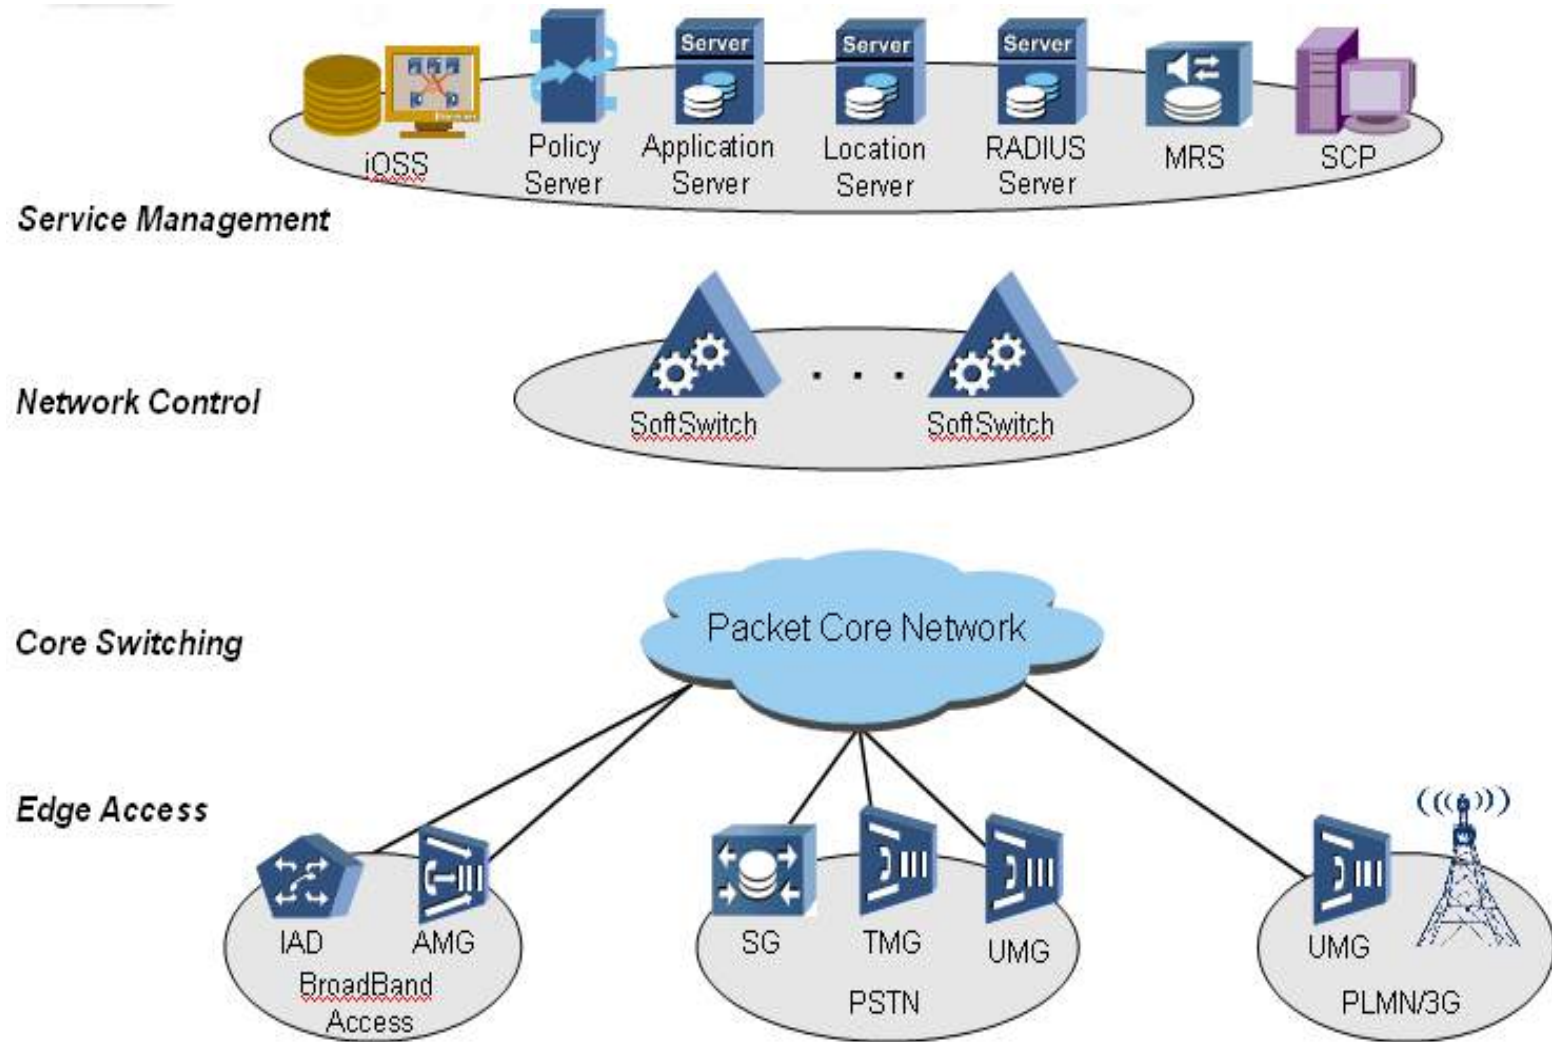 Server
Server
Server
iOSS
Policy
Server
Application
Server
Location
Server
RADIUS
Server
MRS
SCP
Service Management
SoftSwitch
. . .
SoftSwitch
Network Control
Packet Core Network
Core Switching
Edge Access
IAD
AMG
BroadBand
Access
SG
TMG
UMG
PSTN
UMG
PLMN/3G